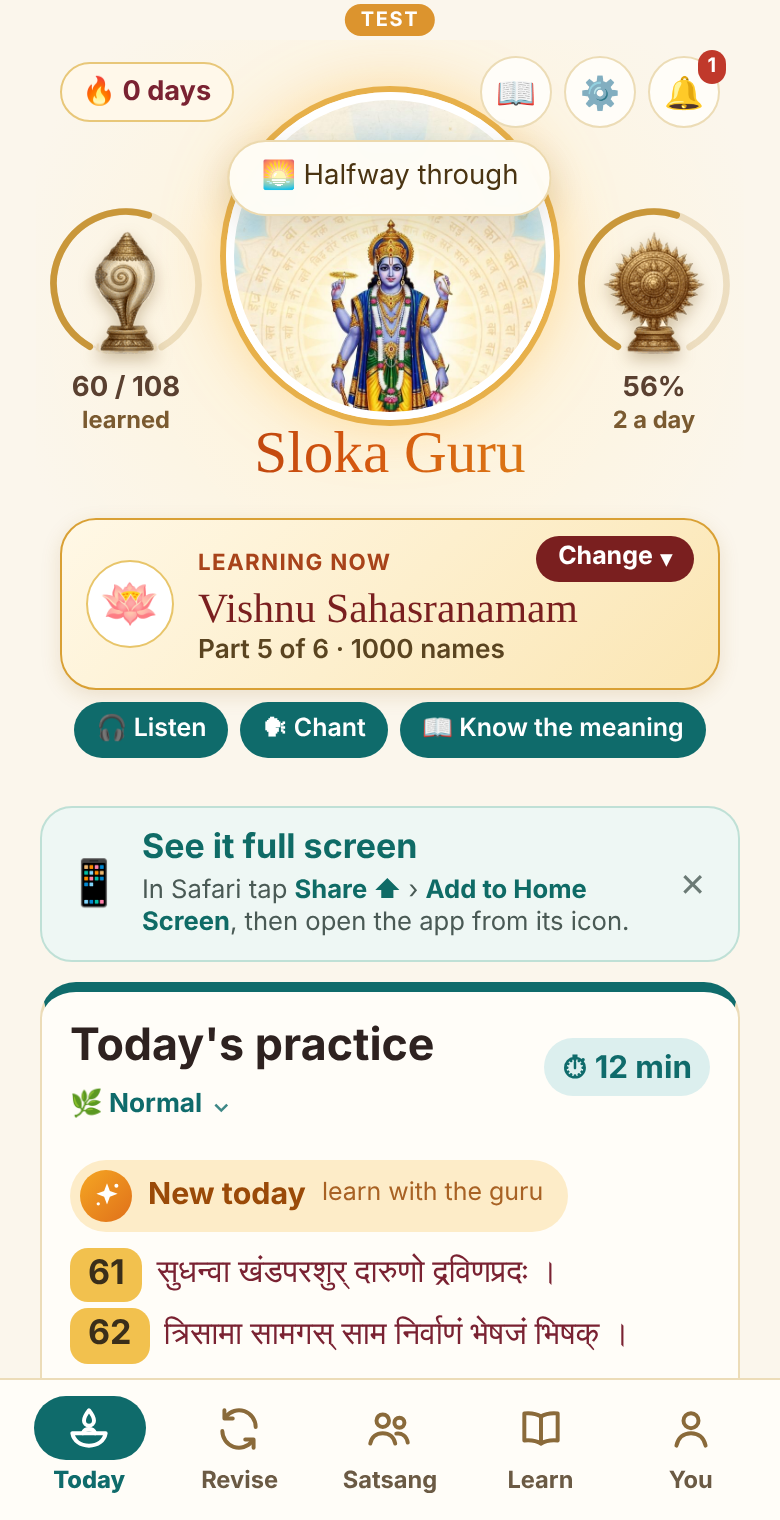 TEST
🔥 0 days
1
🌅 Halfway through
60 / 108
learned
56%
2 a day
Sloka Guru
LEARNING NOW
Change ▾
Vishnu Sahasranamam
Part 5 of 6 · 1000 names
🎧 Listen
🗣 Chant
📖 Know the meaning
See it full screen
In Safari tap Share ⬆ › Add to Home
Screen, then open the app from its icon.
✕
Today's practice
⏱ 12 min
🌿 Normal ⌄
New today learn with the guru
61 सुधन्वा खंडपरशुर् दारुणो द्रविणप्रदः ।
62 त्रिसामा सामगस् साम निर्वाणं भेषजं भिषक् ।
Today
Revise
Satsang
Learn
You